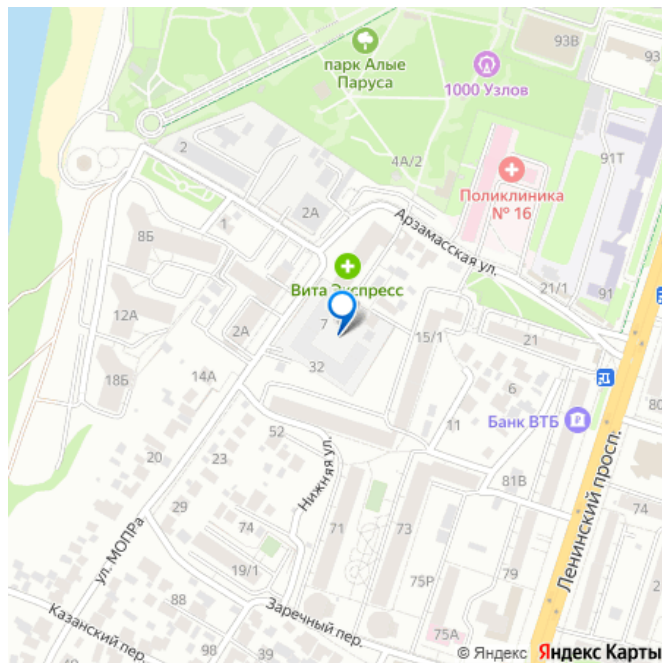 93В
парк Алые
Паруса
1000 Узлов
2
4А/2
91Т
Поликлиника
№ 16
2А
1
8Б
Арзамасская ул.
Вита Экспресс
21/1
91
12А
2А
7
15/1
21
32
14А
18Б
6
80
Банк ВТБ
52
11
20
23
Нижняя ул.
81В
Ленинский просп.
29
74
71
73
74
ул. МОПРа
19/1
75Р
79
88
Заречный пер.
Казанский пер.
75А
© Яндекс Яндекс Карты